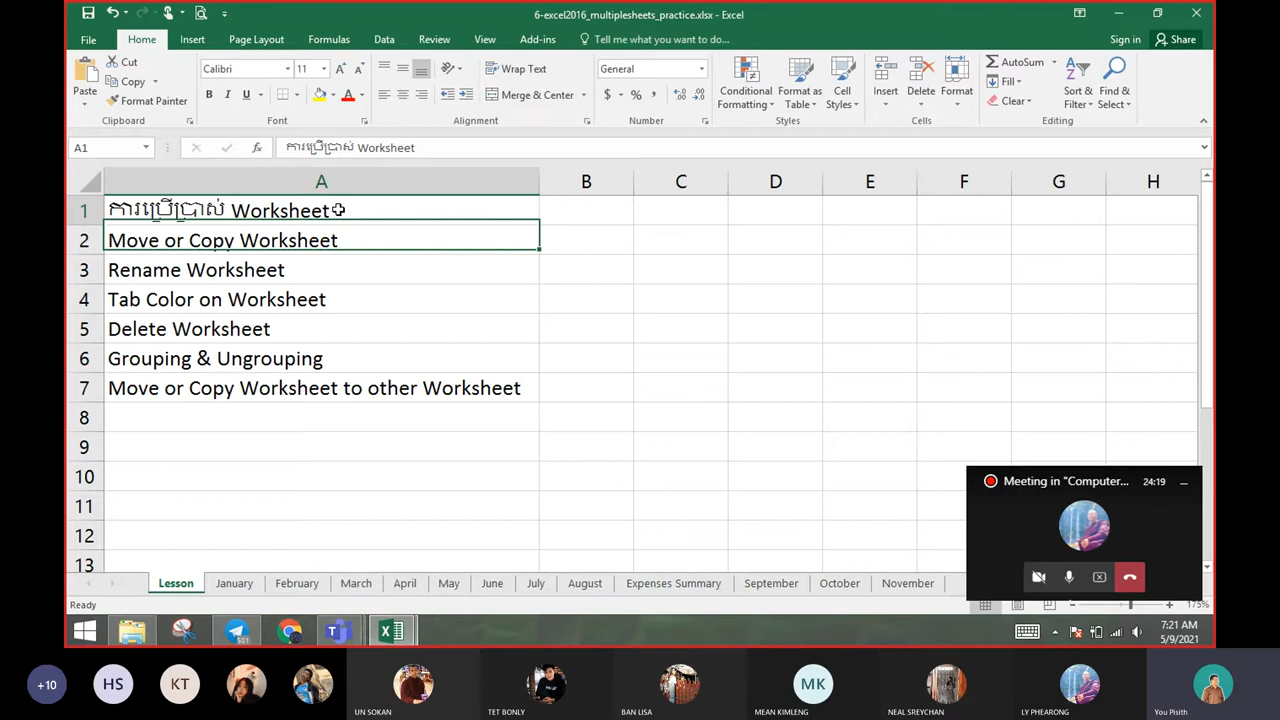 6-excel2016_multiplesheets_practice.xlsx - Excel
File Home Insert Page Layout Formulas Data Review View Add-ins Tell me what you want to do... Sign in Share
Paste Cut Copy Format Painter
Clipboard
Calibri 11
B I U A
Font
Wrap Text
Merge & Center
Alignment
General
$ %
Number
Conditional Formatting Format as Table Cell Styles
Styles
Insert Delete Format
Cells
AutoSum
Fill
Clear
Sort & Filter Find & Select
Editing
A1 fx ការប្រើប្រាស់ Worksheet
A B C D E F G H
1 ការប្រើប្រាស់ Worksheet
2 Move or Copy Worksheet
3 Rename Worksheet
4 Tab Color on Worksheet
5 Delete Worksheet
6 Grouping & Ungrouping
7 Move or Copy Worksheet to other Worksheet
8
9
10
11
12
13
Meeting in "Computer... 24:19
Lesson January February March April May June July August Expenses Summary September October November
Ready 175%
7:21 AM
5/9/2021
+10 HS KT MK
UN SOKAN TET BONLY BAN LISA MEAN KIMLENG NEAL SREYCHAN LY PHEARONG You Pisith